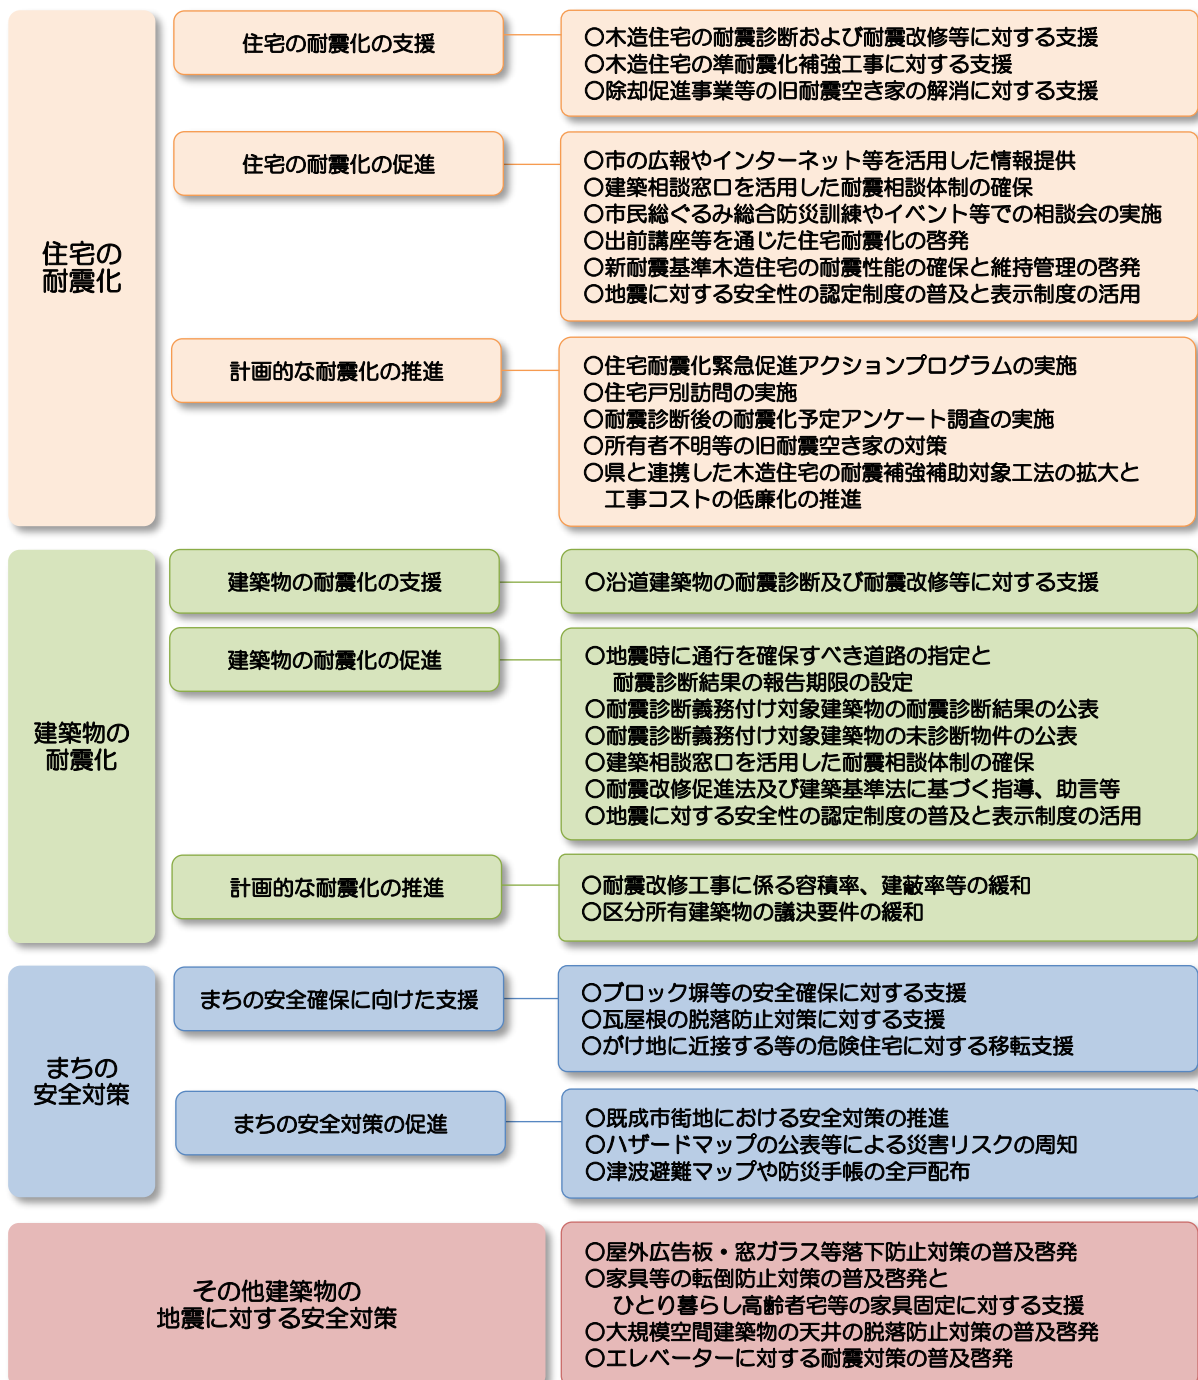 住宅の
耐震化
住宅の耐震化の支援
〇木造住宅の耐震診断および耐震改修等に対する支援
〇木造住宅の準耐震化補強工事に対する支援
〇除却促進事業等の旧耐震空き家の解消に対する支援
住宅の耐震化の促進
〇市の広報やインターネット等を活用した情報提供
〇建築相談窓口を活用した耐震相談体制の確保
〇市民総ぐるみ総合防災訓練やイベント等での相談会の実施
〇出前講座等を通じた住宅耐震化の啓発
〇新耐震基準木造住宅の耐震性能の確保と維持管理の啓発
〇地震に対する安全性の認定制度の普及と表示制度の活用
計画的な耐震化の推進
〇住宅耐震化緊急促進アクションプログラムの実施
〇住宅戸別訪問の実施
〇耐震診断後の耐震化予定アンケート調査の実施
〇所有者不明等の旧耐震空き家の対策
〇県と連携した木造住宅の耐震補強補助対象工法の拡大と
工事コストの低廉化の推進
建築物の
耐震化
建築物の耐震化の支援
〇沿道建築物の耐震診断及び耐震改修等に対する支援
建築物の耐震化の促進
〇地震時に通行を確保すべき道路の指定と
耐震診断結果の報告期限の設定
〇耐震診断義務付け対象建築物の耐震診断結果の公表
〇耐震診断義務付け対象建築物の未診断物件の公表
〇建築相談窓口を活用した耐震相談体制の確保
〇耐震改修促進法及び建築基準法に基づく指導、助言等
〇地震に対する安全性の認定制度の普及と表示制度の活用
計画的な耐震化の推進
〇耐震改修工事に係る容積率、建蔽率等の緩和
〇区分所有建築物の議決要件の緩和
まちの
安全対策
まちの安全確保に向けた支援
〇ブロック塀等の安全確保に対する支援
〇瓦屋根の脱落防止対策に対する支援
〇がけ地に近接する等の危険住宅に対する移転支援
まちの安全対策の促進
〇既成市街地における安全対策の推進
〇ハザードマップの公表等による災害リスクの周知
〇津波避難マップや防災手帳の全戸配布
その他建築物の
地震に対する安全対策
〇屋外広告板・窓ガラス等落下防止対策の普及啓発
〇家具等の転倒防止対策の普及啓発と
ひとり暮らし高齢者宅等の家具固定に対する支援
〇大規模空間建築物の天井の脱落防止対策の普及啓発
〇エレベーターに対する耐震対策の普及啓発